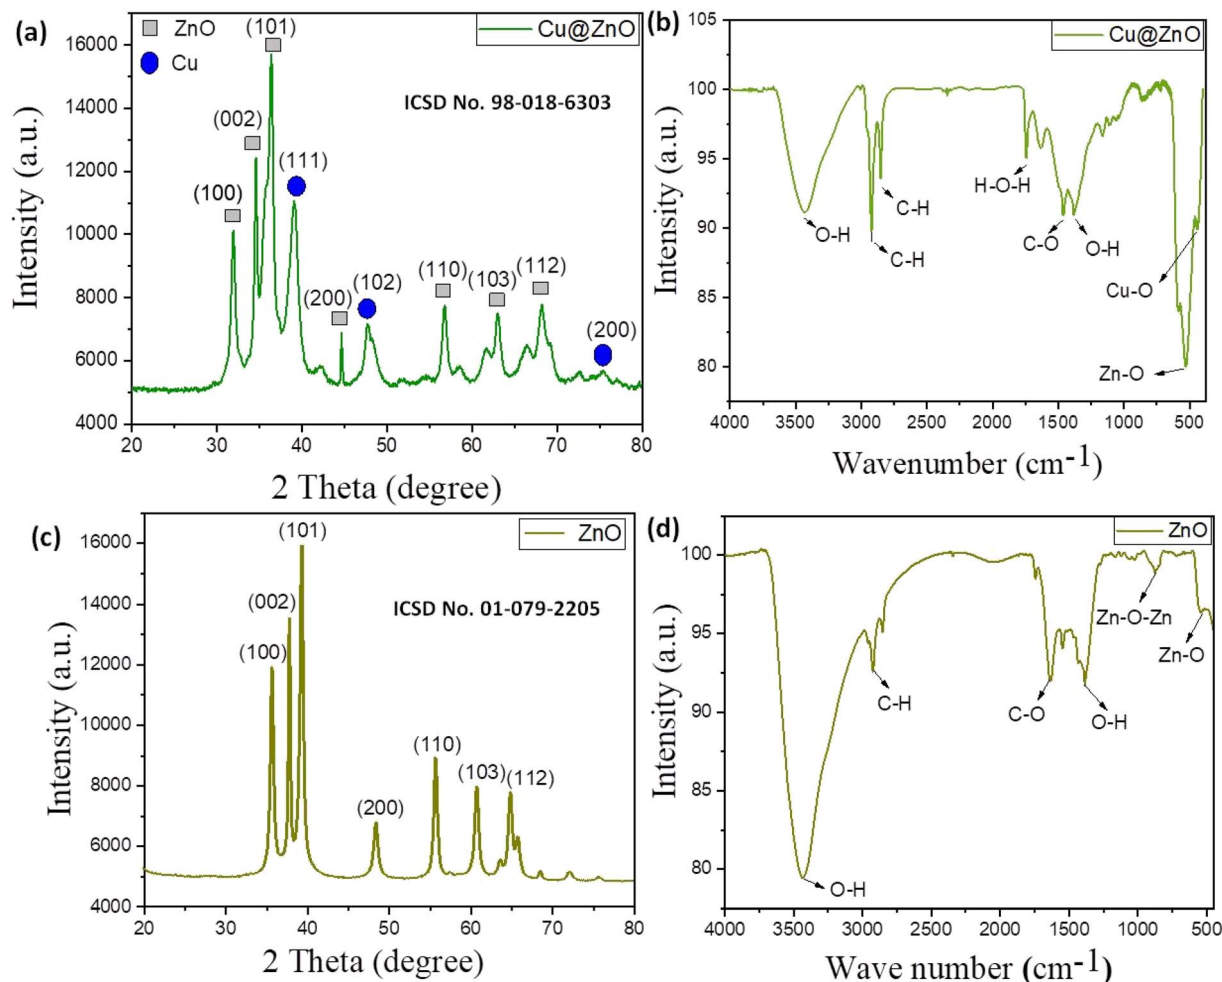 (a)
ZnO
Cu
Cu@ZnO
ICSD No. 98-018-6303
(100)
(002)
(101)
(111)
(200)
(102)
(110)
(103)
(112)
(200)
16000
14000
12000
10000
8000
6000
4000
20
30
40
50
60
70
80
Intensity (a.u.)
2 Theta (degree)
(b)
Cu@ZnO
105
100
95
90
85
80
O-H
C-H
C-H
H-O-H
C-O
O-H
Cu-O
Zn-O
4000
3500
3000
2500
2000
1500
1000
500
Intensity (a.u.)
Wavenumber (cm-1)
(c)
ZnO
ICSD No. 01-079-2205
(100)
(002)
(101)
(200)
(110)
(103)
(112)
16000
14000
12000
10000
8000
6000
4000
20
30
40
50
60
70
80
Intensity (a.u.)
2 Theta (degree)
(d)
ZnO
100
95
90
85
80
O-H
C-H
C-O
O-H
Zn-O-Zn
Zn-O
4000
3500
3000
2500
2000
1500
1000
500
Intensity (a.u.)
Wave number (cm-1)